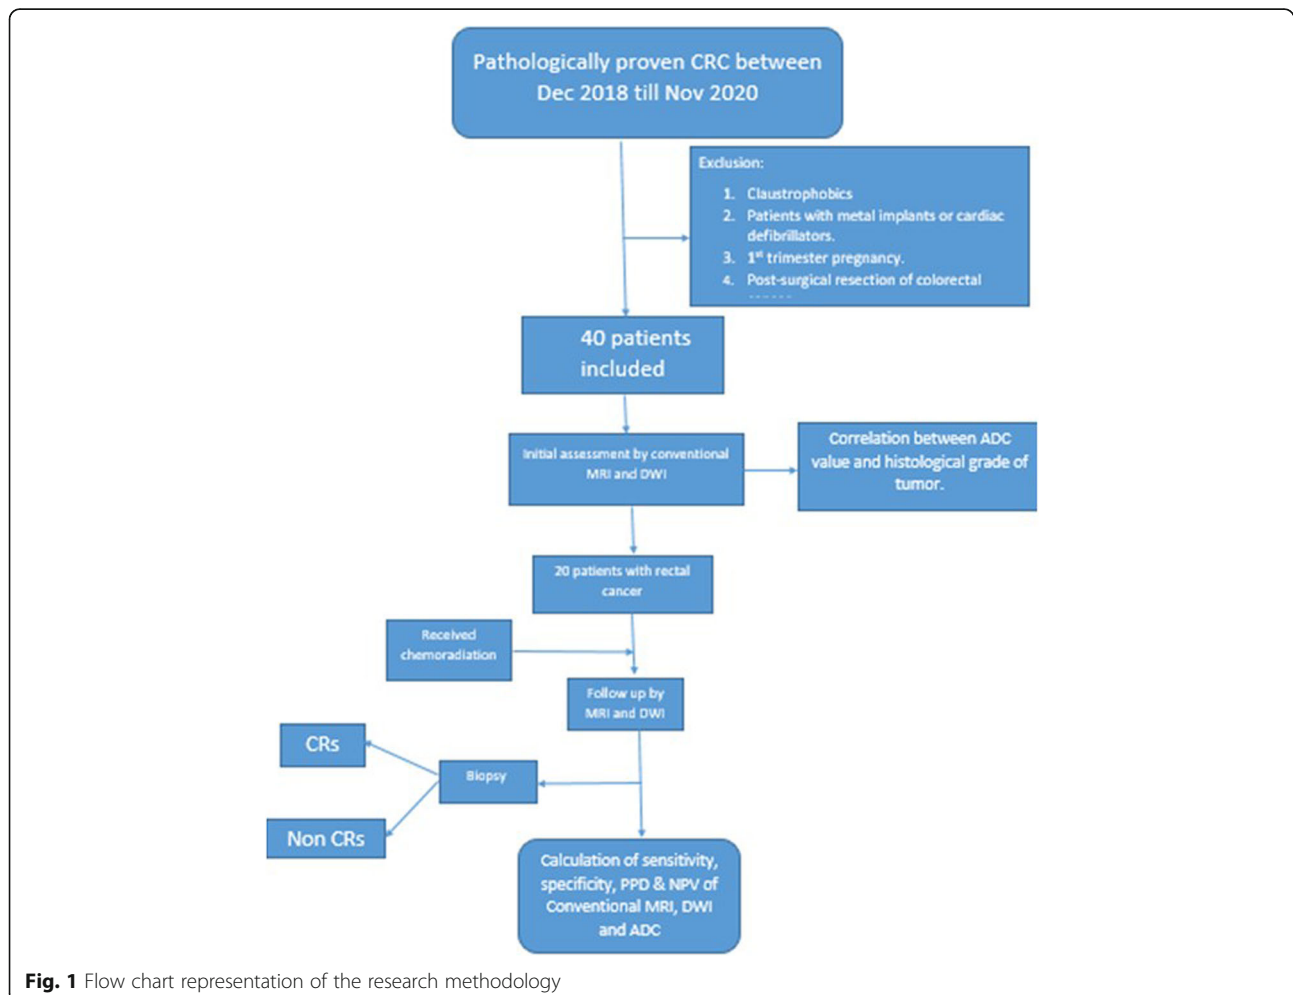 Pathologically proven CRC between
Dec 2018 till Nov 2020
Exclusion:
1. Claustrophobics
2. Patients with metal implants or cardiac
defibrillators.
3. 1st trimester pregnancy.
4. Post-surgical resection of colorectal
40 patients
included
Initial assessment by conventional
MRI and DWI
Correlation between ADC
value and histological grade of
tumor.
20 patients with rectal
cancer
Received
chemoradiation
Follow up by
MRI and DWI
CRs
Biopsy
Non CRs
Calculation of sensitivity,
specificity, PPD & NPV of
Conventional MRI, DWI
and ADC
Fig. 1 Flow chart representation of the research methodology